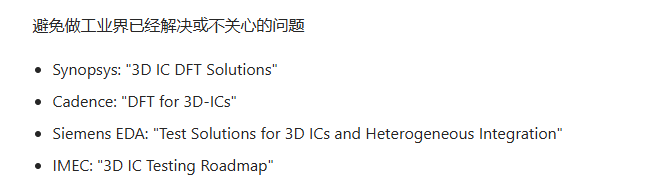 避免做工业界已经解决或不关心的问题
• Synopsys: "3D IC DFT Solutions"
• Cadence: "DFT for 3D-ICs"
• Siemens EDA: "Test Solutions for 3D ICs and Heterogeneous Integration"
• IMEC: "3D IC Testing Roadmap"